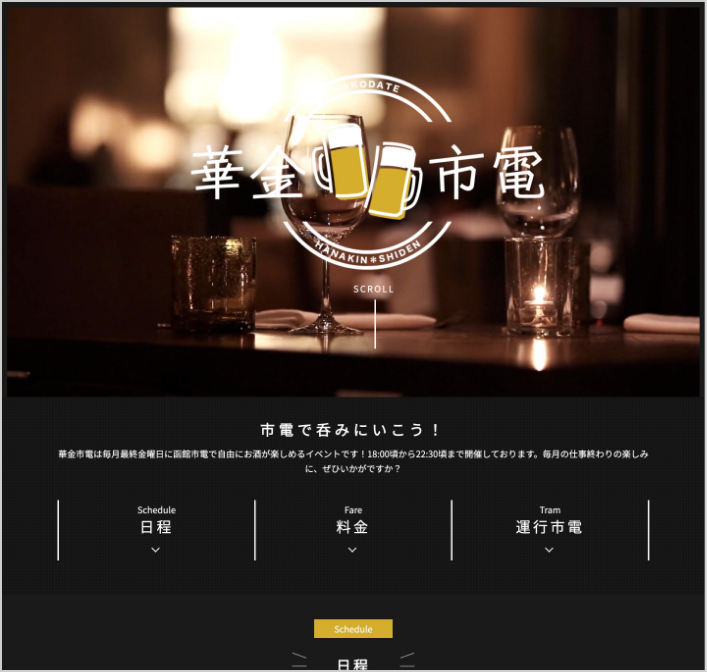 HAKODATE
華金市電
HANAKIN＊SHIDEN
SCROLL
市電で呑みにいこう！
華金市電は毎月最終金曜日に函館市電で自由にお酒が楽しめるイベントです！18:00頃から22:30頃まで開催しております。毎月の仕事終わりの楽しみ
に、ぜひいかがですか？
Schedule
日程
Fare
料金
Tram
運行市電
Schedule
日程